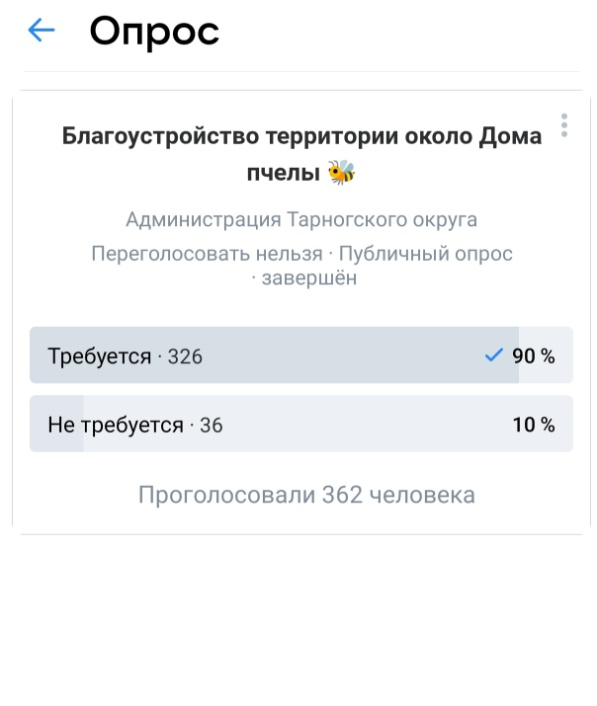 Опрос
Благоустройство территории около Дома
пчелы 🐝
Администрация Тарногского округа
Переголосовать нельзя · Публичный опрос
· завершён
Требуется · 326 90 %
Не требуется · 36 10 %
Проголосовали 362 человека